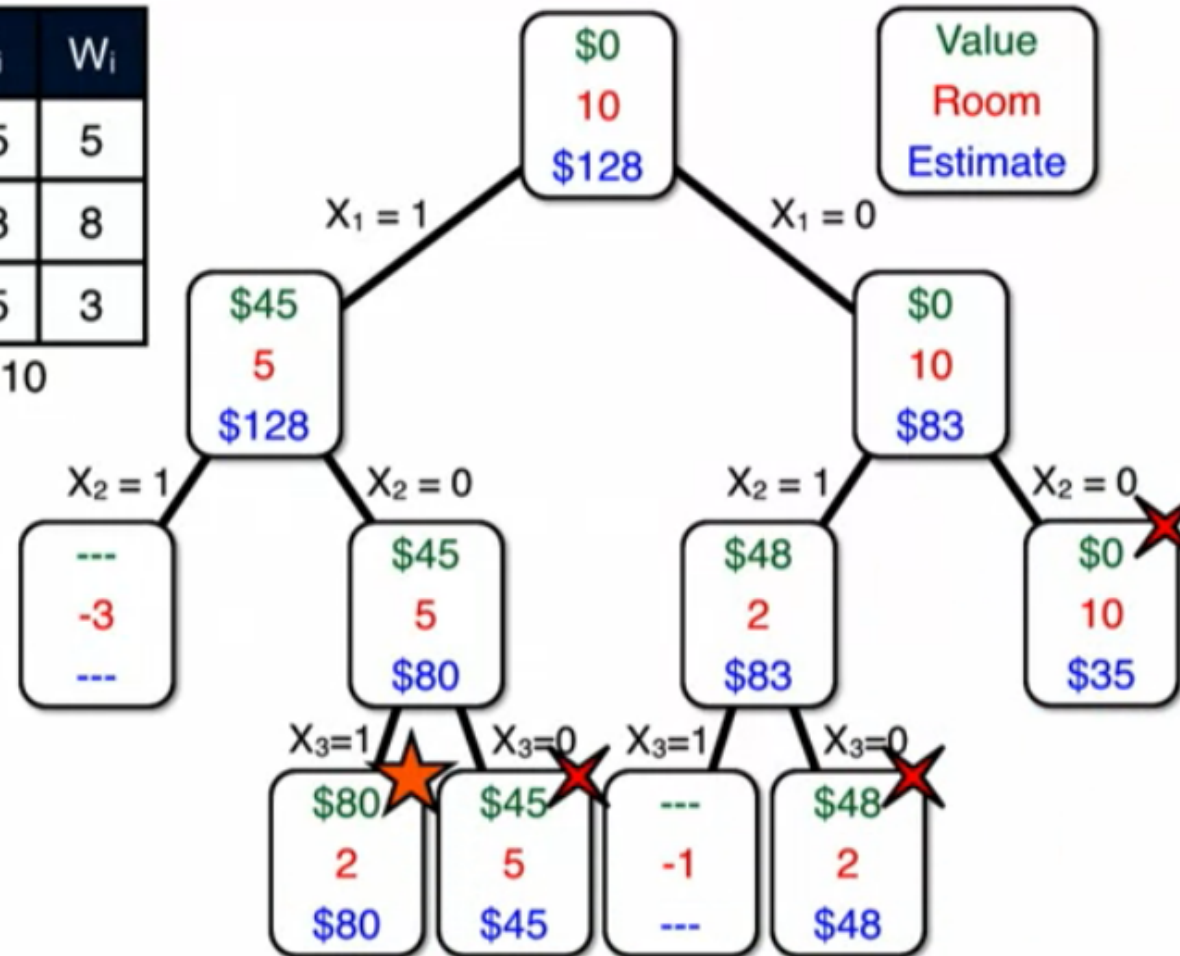 Wi
5
8
3
10
$0
10
$128
Value
Room
Estimate
X1 = 1
X1 = 0
$45
5
$128
$0
10
$83
X2 = 1
X2 = 0
X2 = 1
X2 = 0
---
-3
---
$45
5
$80
$48
2
$83
$0
10
$35
X3=1
X3=0
X3=1
X3=0
$80
2
$80
$45
5
$45
---
-1
---
$48
2
$48